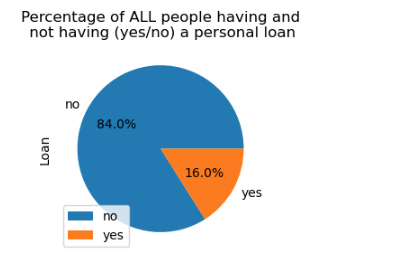 Percentage of ALL people having and
not having (yes/no) a personal loan
no
84.0%
Loan
16.0%
yes
no
yes